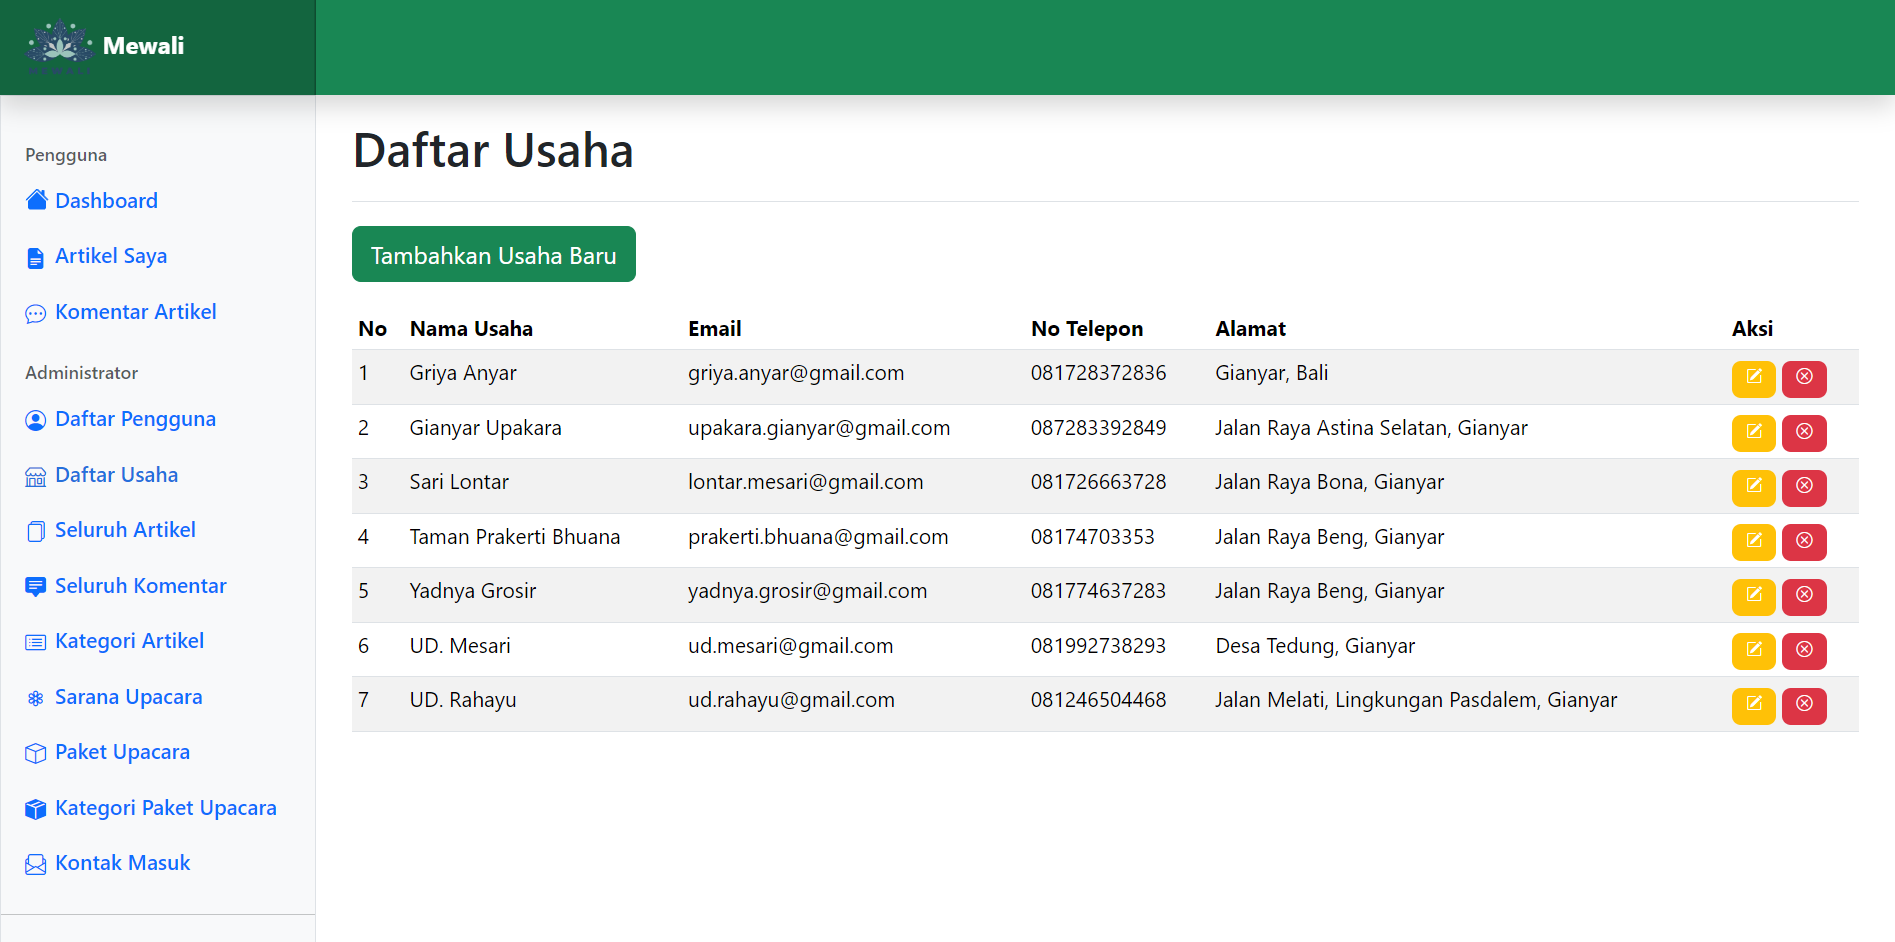 MEWALI
Mewali
Pengguna
Dashboard
Artikel Saya
Komentar Artikel
Administrator
Daftar Pengguna
Daftar Usaha
Seluruh Artikel
Seluruh Komentar
Kategori Artikel
Sarana Upacara
Paket Upacara
Kategori Paket Upacara
Kontak Masuk
Daftar Usaha
Tambahkan Usaha Baru
No Nama Usaha Email No Telepon Alamat Aksi
1 Griya Anyar griya.anyar@gmail.com 081728372836 Gianyar, Bali
2 Gianyar Upakara upakara.gianyar@gmail.com 087283392849 Jalan Raya Astina Selatan, Gianyar
3 Sari Lontar lontar.mesari@gmail.com 081726663728 Jalan Raya Bona, Gianyar
4 Taman Prakerti Bhuana prakerti.bhuana@gmail.com 08174703353 Jalan Raya Beng, Gianyar
5 Yadnya Grosir yadnya.grosir@gmail.com 081774637283 Jalan Raya Beng, Gianyar
6 UD. Mesari ud.mesari@gmail.com 081992738293 Desa Tedung, Gianyar
7 UD. Rahayu ud.rahayu@gmail.com 081246504468 Jalan Melati, Lingkungan Pasdalem, Gianyar